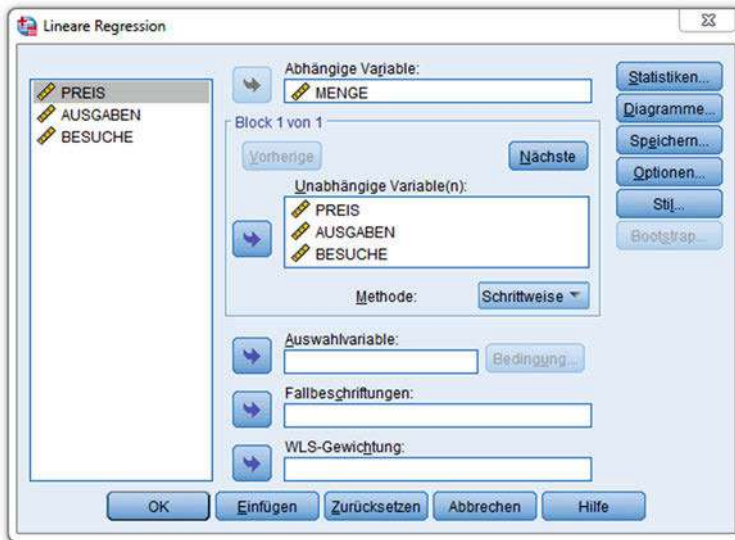 Lineare Regression
PREIS
AUSGABEN
BESUCHE
Abhängige Variable:
MENGE
Block 1 von 1
Vorherige
Nächste
Unabhängige Variable(n):
PREIS
AUSGABEN
BESUCHE
Methode:
Schrittweise
Auswahlvariable:
Bedingung...
Fallbeschriftungen:
WLS-Gewichtung:
Statistiken...
Diagramme...
Speichern...
Optionen...
Stil...
Bootstrap...
OK Einfügen Zurücksetzen Abbrechen Hilfe